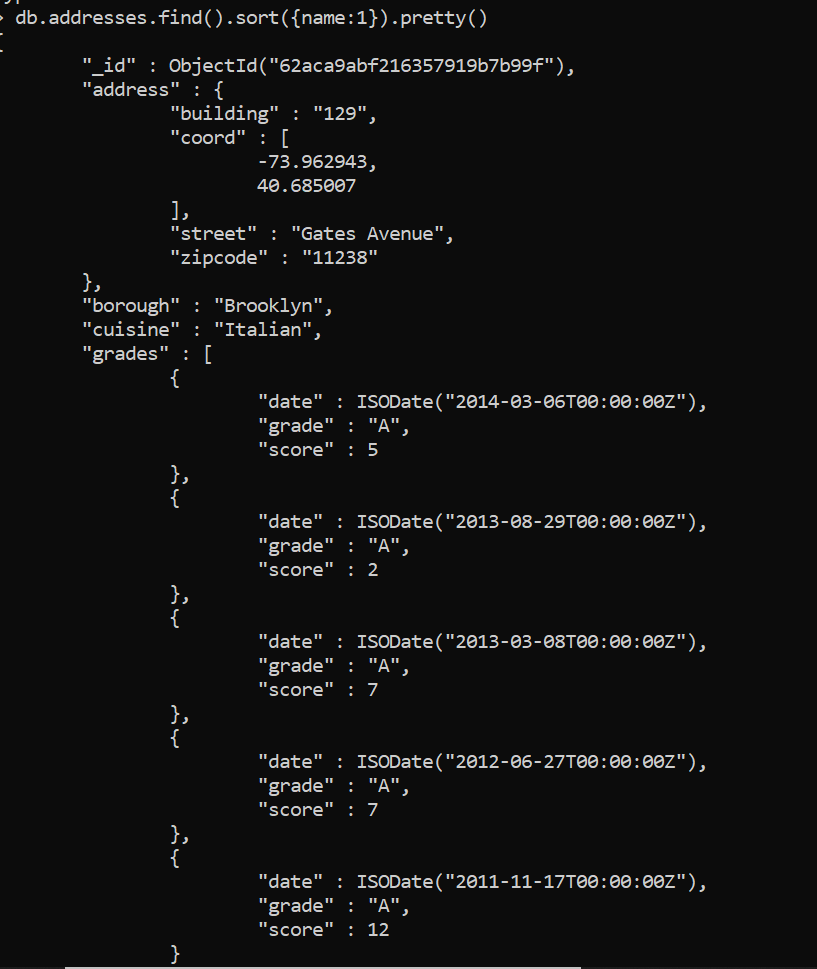 > db.addresses.find().sort({name:1}).pretty()
{
        "_id" : ObjectId("62aca9abf216357919b7b99f"),
        "address" : {
                "building" : "129",
                "coord" : [
                        -73.962943,
                        40.685007
                ],
                "street" : "Gates Avenue",
                "zipcode" : "11238"
        },
        "borough" : "Brooklyn",
        "cuisine" : "Italian",
        "grades" : [
                {
                        "date" : ISODate("2014-03-06T00:00:00Z"),
                        "grade" : "A",
                        "score" : 5
                },
                {
                        "date" : ISODate("2013-08-29T00:00:00Z"),
                        "grade" : "A",
                        "score" : 2
                },
                {
                        "date" : ISODate("2013-03-08T00:00:00Z"),
                        "grade" : "A",
                        "score" : 7
                },
                {
                        "date" : ISODate("2012-06-27T00:00:00Z"),
                        "grade" : "A",
                        "score" : 7
                },
                {
                        "date" : ISODate("2011-11-17T00:00:00Z"),
                        "grade" : "A",
                        "score" : 12
                }